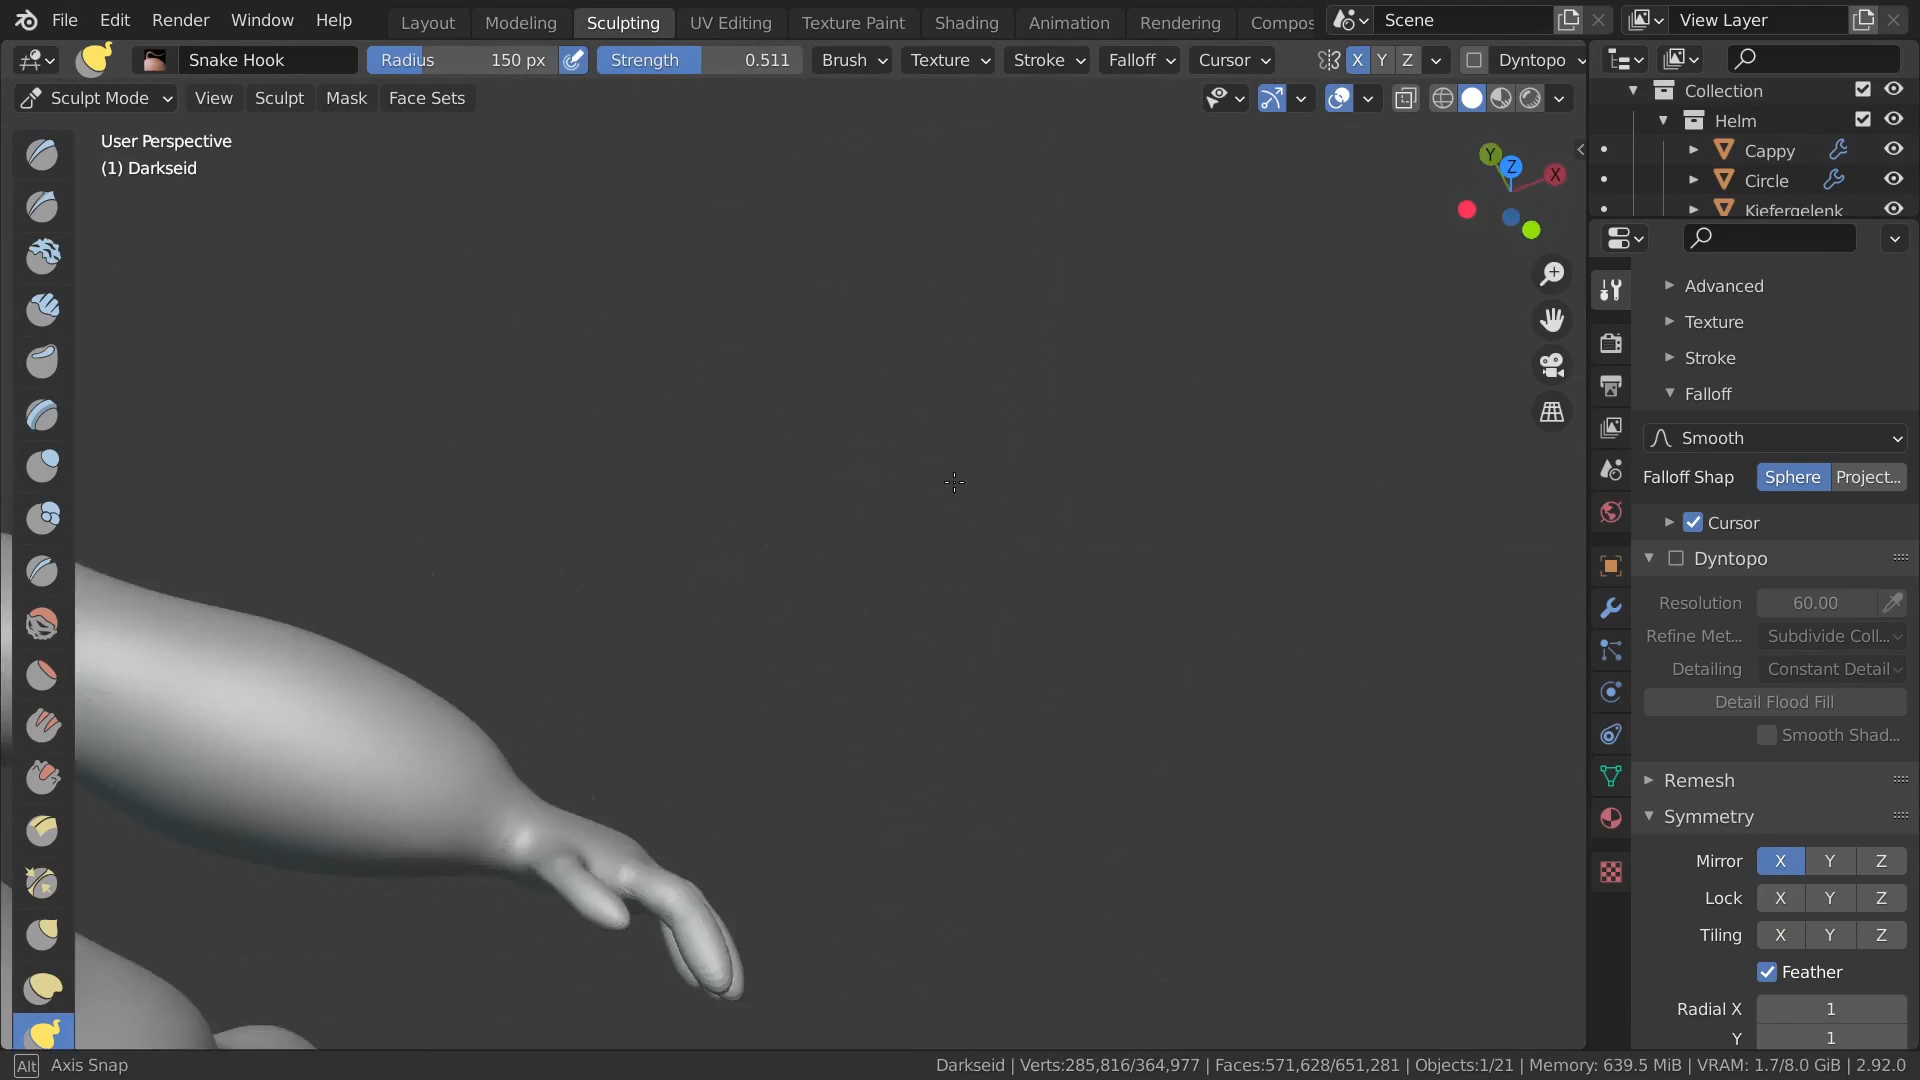 File Edit Render Window Help Layout Modeling Sculpting UV Editing Texture Paint Shading Animation Rendering Compos Scene View Layer
Snake Hook Radius 150 px Strength 0.511 Brush Texture Stroke Falloff Cursor X Y Z Dyntopo
Sculpt Mode View Sculpt Mask Face Sets
User Perspective
(1) Darkseid
Y Z X
Collection
Helm
Cappy
Circle
Kiefergelenk
Advanced
Texture
Stroke
Falloff
Smooth
Falloff Shap Sphere Project...
Cursor
Dyntopo
Resolution 60.00
Refine Met... Subdivide Coll...
Detailing Constant Detail
Detail Flood Fill
Smooth Shad...
Remesh
Symmetry
Mirror X Y Z
Lock X Y Z
Tiling X Y Z
Feather
Radial X 1
Y 1
Alt Axis Snap Darkseid | Verts:285,816/364,977 | Faces:571,628/651,281 | Objects:1/21 | Memory: 639.5 MiB | VRAM: 1.7/8.0 GiB | 2.92.0